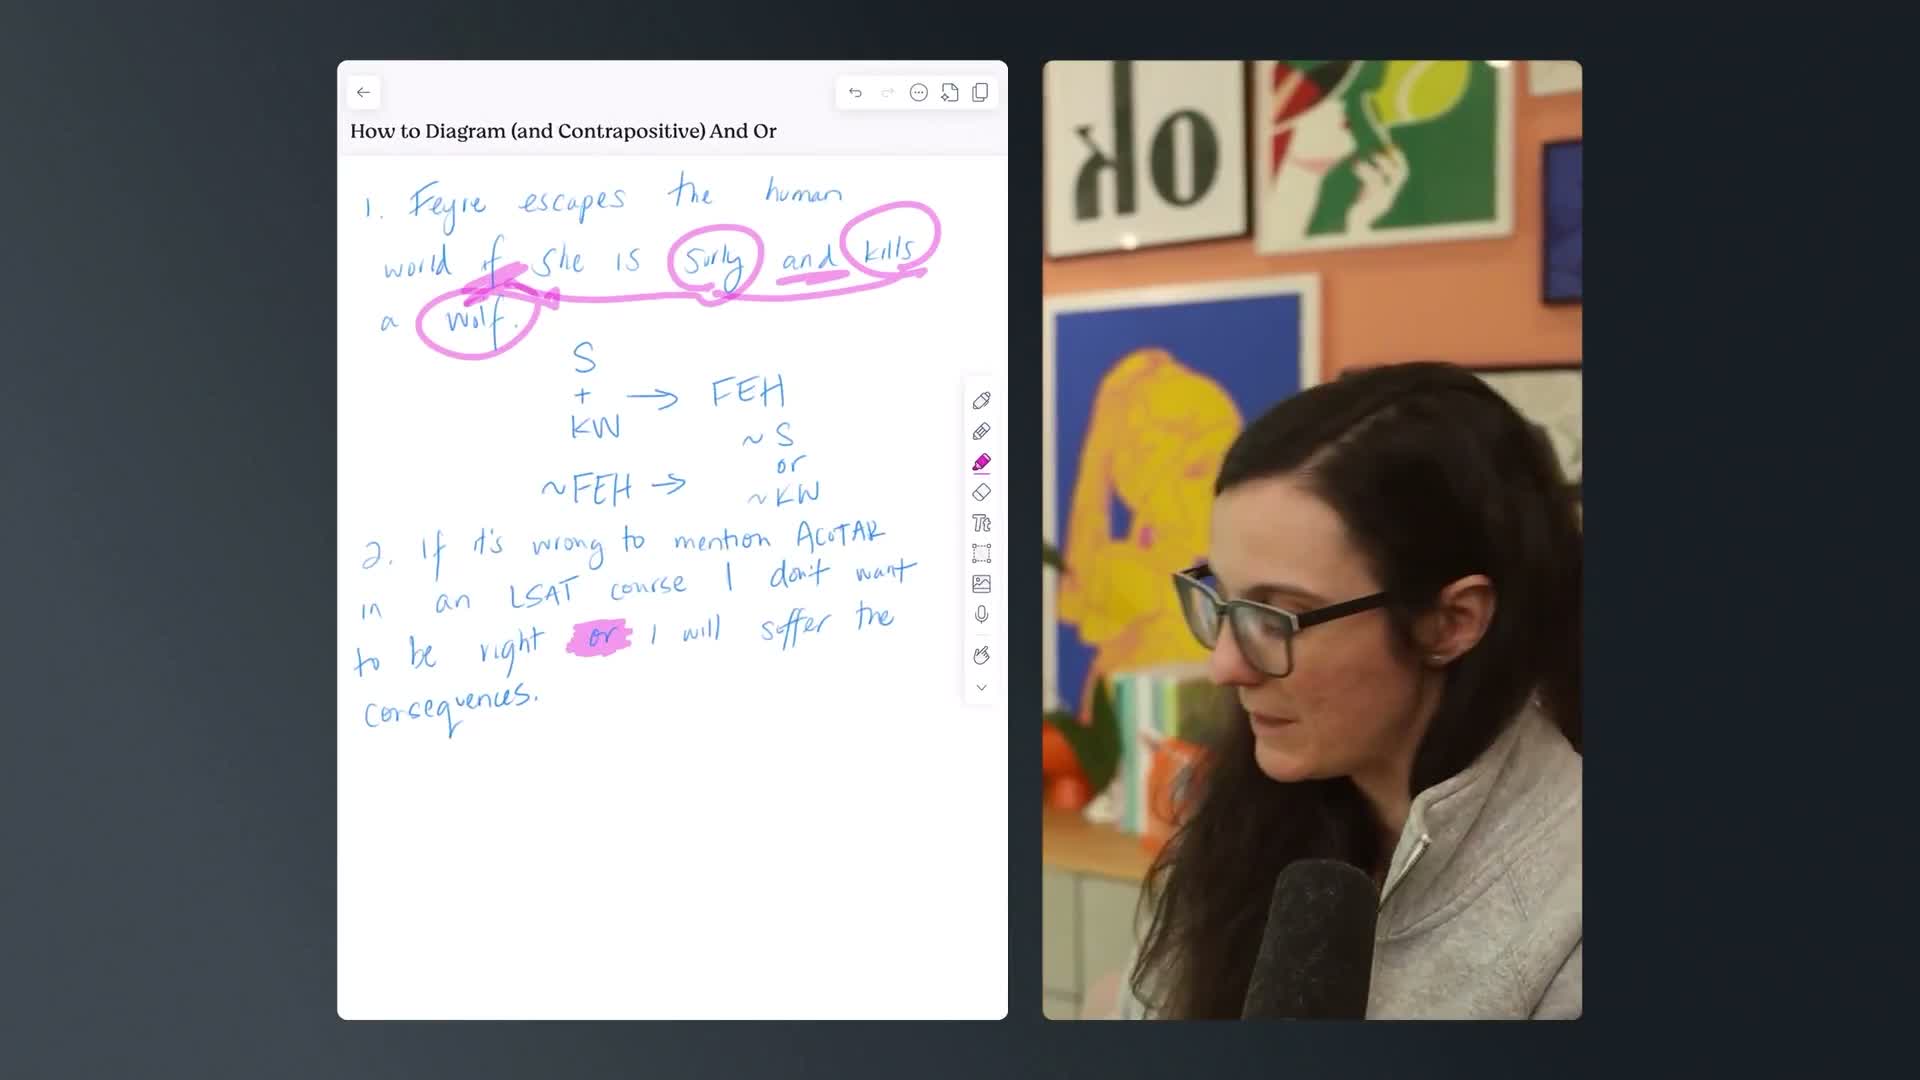 How to Diagram (and Contrapositive) And Or
1. Feyre escapes the human
world if she is surly and kills
a wolf.
S
+
KW → FEH
~FEH → ~S
or
~KW
2. If it's wrong to mention ACOTAR
in an LSAT course I don't want
to be right or I will suffer the
consequences.
Tt
ok